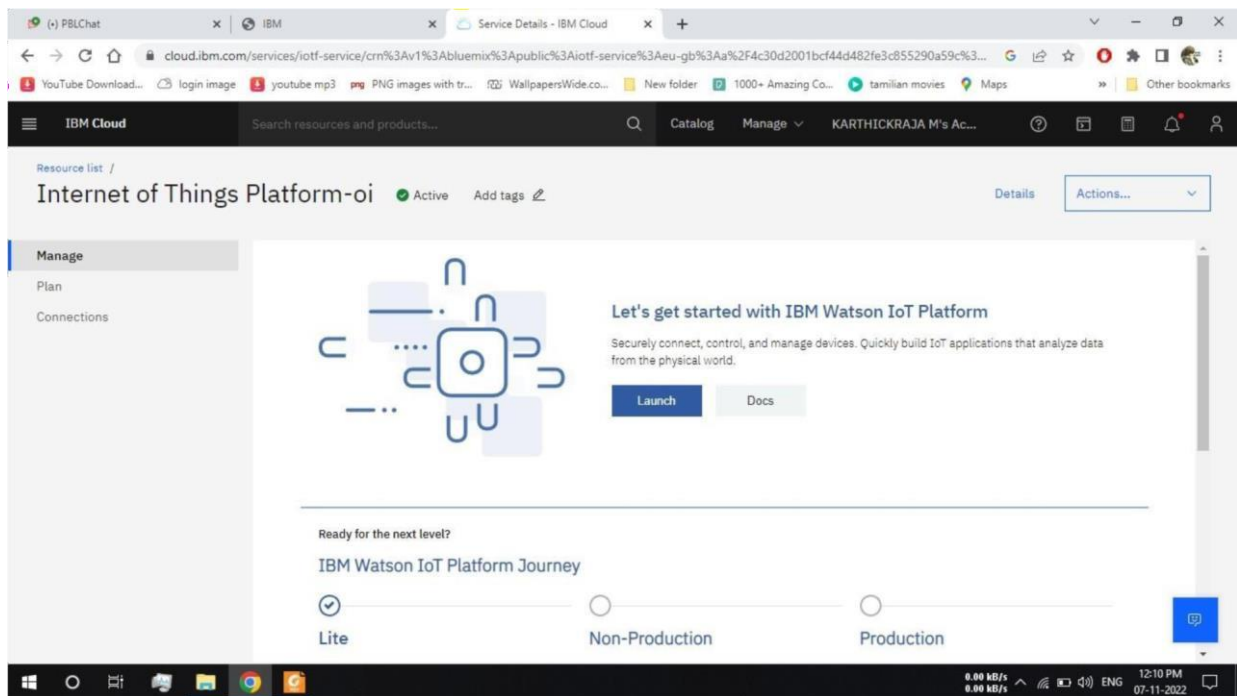 (•) PBLChat
IBM
Service Details - IBM Cloud
cloud.ibm.com/services/iotf-service/crn%3Av1%3Abluemix%3Apublic%3Aiotf-service%3Aeu-gb%3Aa%2F4c30d2001bcf44d482fe3c855290a59c%3...
YouTube Download... login image youtube mp3 png PNG images with tr... WallpapersWide.co... New folder 1000+ Amazing Co... tamilian movies Maps » Other bookmarks
IBM Cloud Search resources and products... Catalog Manage KARTHICKRAJA M's Ac...
Resource list /
Internet of Things Platform-oi Active Add tags Details Actions...
Manage
Plan
Connections
Let's get started with IBM Watson IoT Platform
Securely connect, control, and manage devices. Quickly build IoT applications that analyze data
from the physical world.
Launch Docs
Ready for the next level?
IBM Watson IoT Platform Journey
Lite Non-Production Production
0.00 kB/s
0.00 kB/s
ENG
12:10 PM
07-11-2022